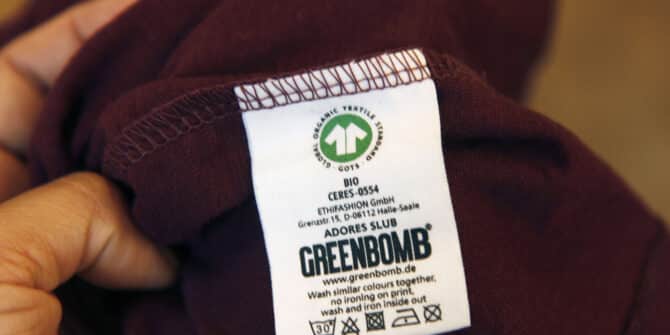 GLOBAL ORGANIC TEXTILE STANDARD
· GOTS ·
BIO
CERES-0554
ETHIFASHION GmbH
Grenzstr.15, D-06112 Halle-Saale
ADORES SLUB
GREENBOMB®
www.greenbomb.de
Wash similar colours together,
no ironing on print,
wash and iron inside out
30